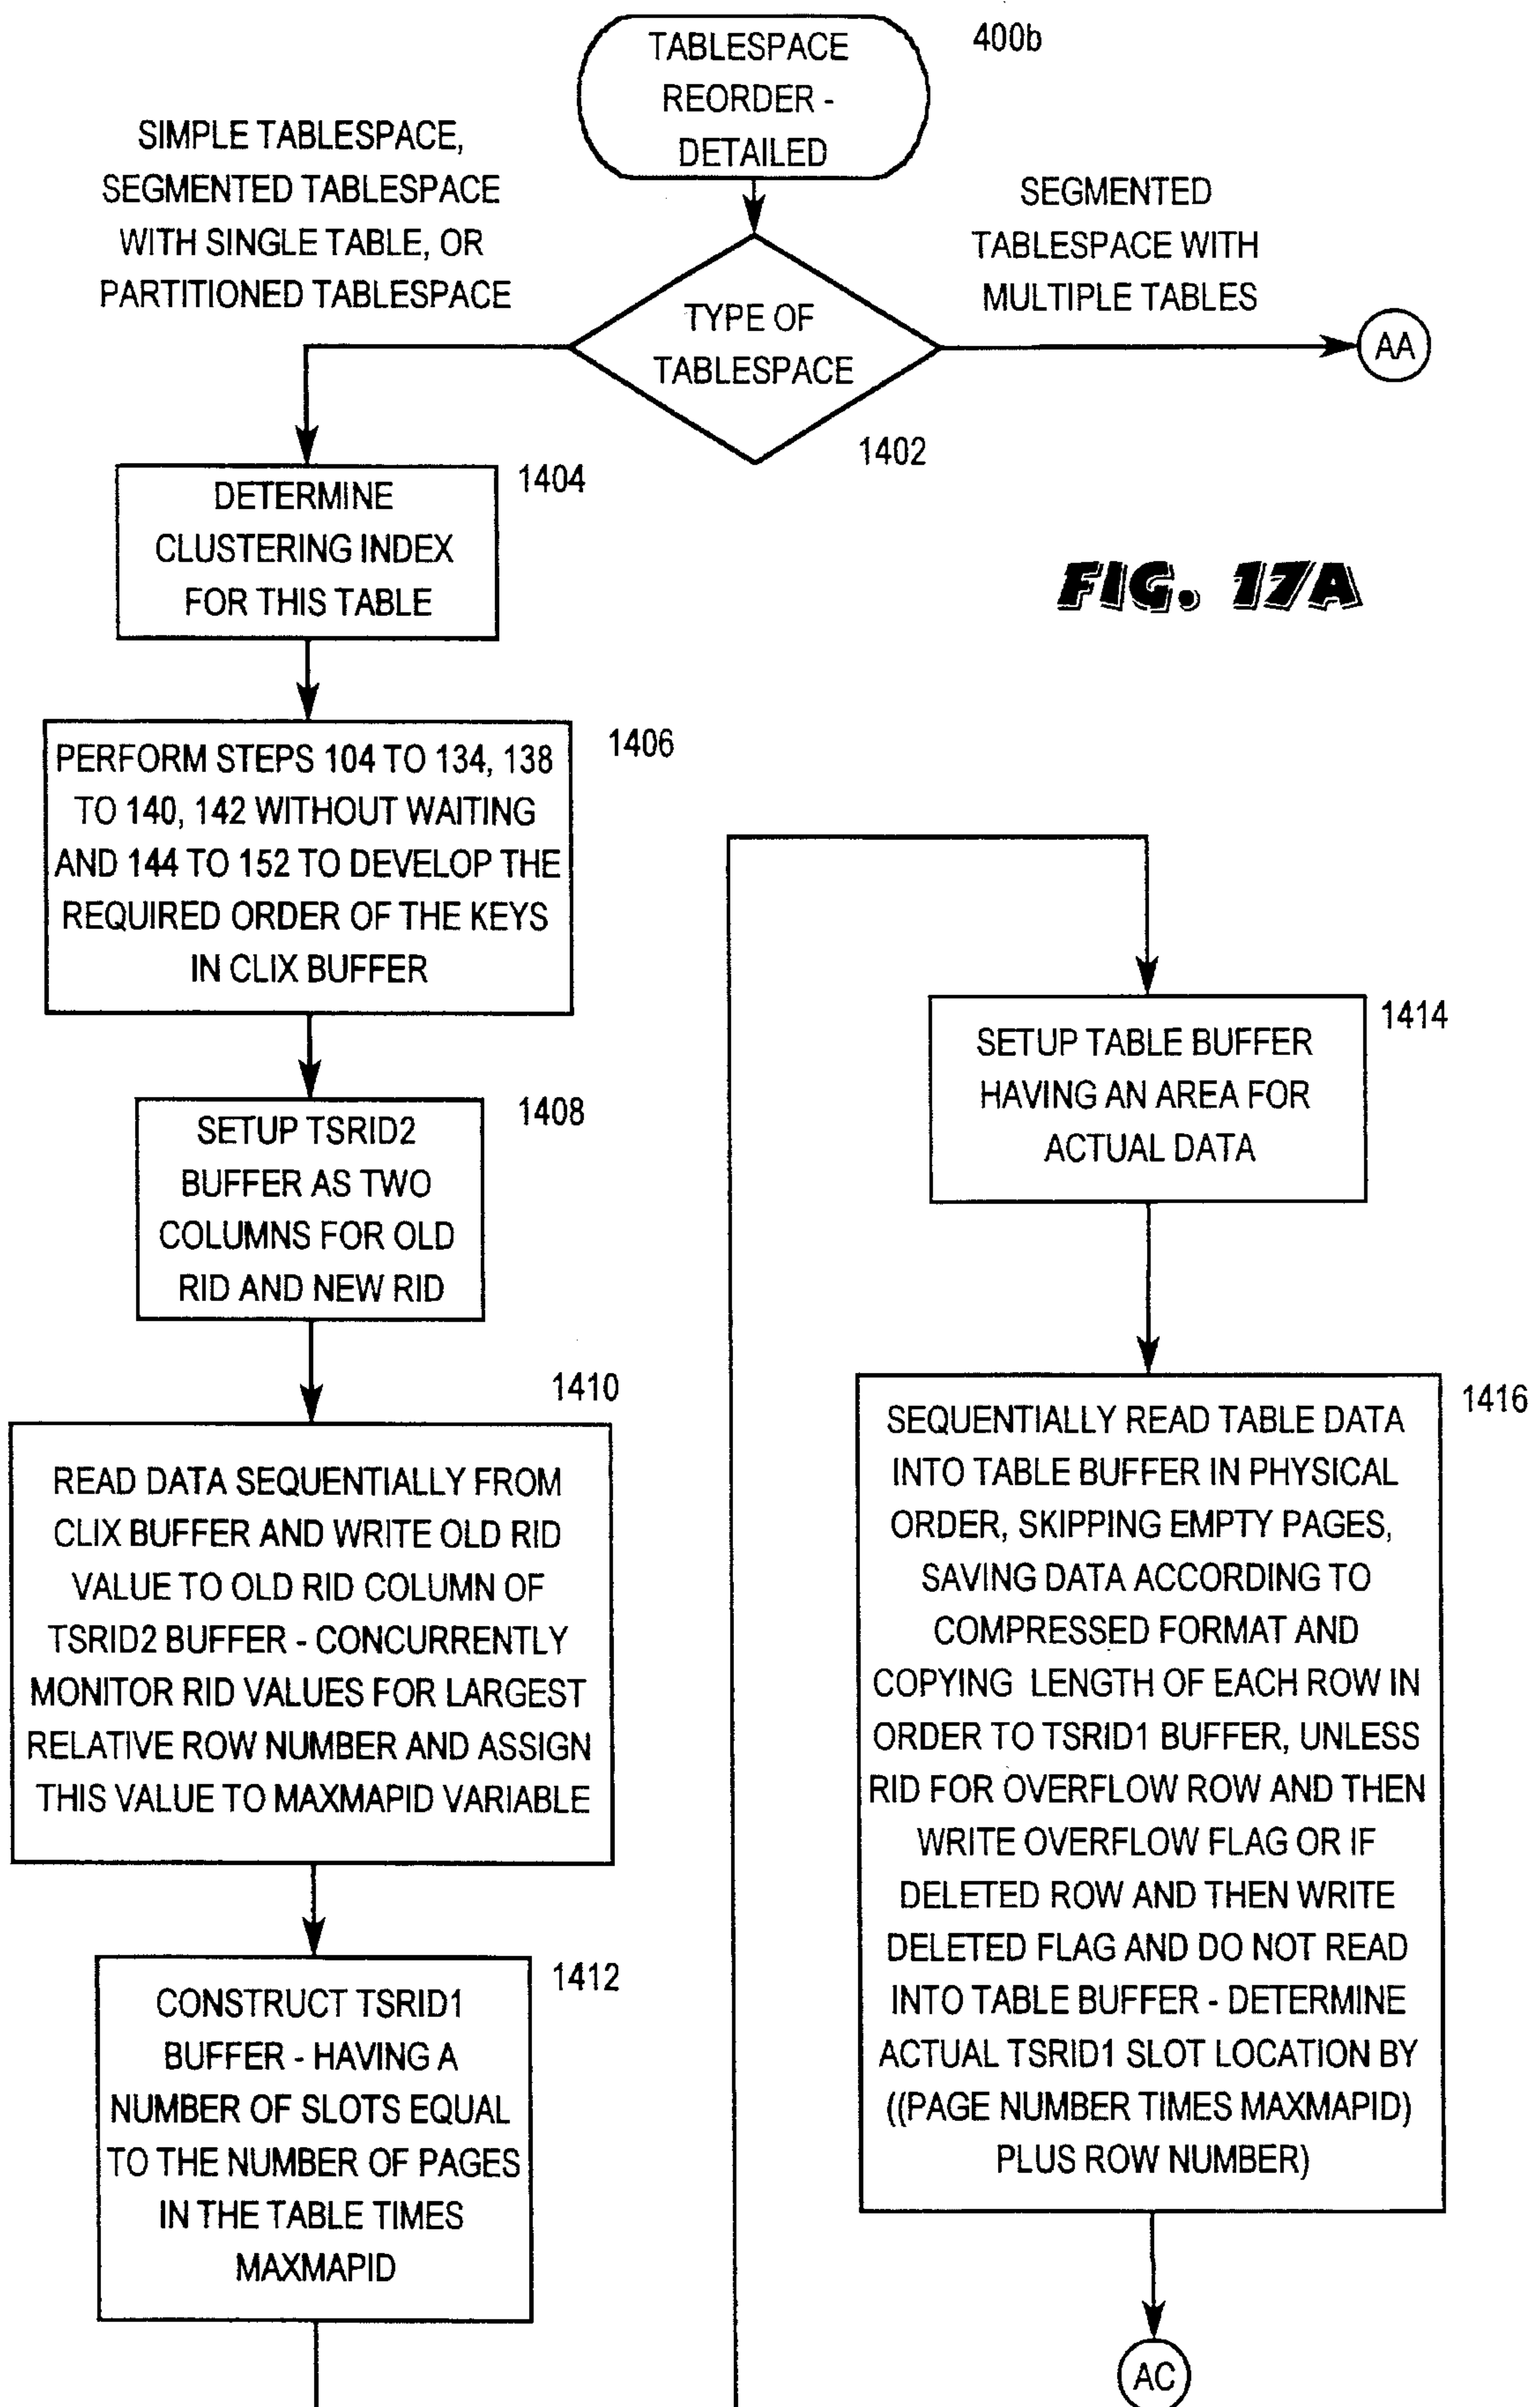 TABLESPACE
REORDER -
DETAILED
400b
SIMPLE TABLESPACE,
SEGMENTED TABLESPACE
WITH SINGLE TABLE, OR
PARTITIONED TABLESPACE
SEGMENTED
TABLESPACE WITH
MULTIPLE TABLES
TYPE OF
TABLESPACE
AA
1402
1404
DETERMINE
CLUSTERING INDEX
FOR THIS TABLE
FIG. 17A
1406
PERFORM STEPS 104 TO 134, 138
TO 140, 142 WITHOUT WAITING
AND 144 TO 152 TO DEVELOP THE
REQUIRED ORDER OF THE KEYS
IN CLIX BUFFER
1408
SETUP TSRID2
BUFFER AS TWO
COLUMNS FOR OLD
RID AND NEW RID
1410
READ DATA SEQUENTIALLY FROM
CLIX BUFFER AND WRITE OLD RID
VALUE TO OLD RID COLUMN OF
TSRID2 BUFFER - CONCURRENTLY
MONITOR RID VALUES FOR LARGEST
RELATIVE ROW NUMBER AND ASSIGN
THIS VALUE TO MAXMAPID VARIABLE
1412
CONSTRUCT TSRID1
BUFFER - HAVING A
NUMBER OF SLOTS EQUAL
TO THE NUMBER OF PAGES
IN THE TABLE TIMES
MAXMAPID
1414
SETUP TABLE BUFFER
HAVING AN AREA FOR
ACTUAL DATA
1416
SEQUENTIALLY READ TABLE DATA
INTO TABLE BUFFER IN PHYSICAL
ORDER, SKIPPING EMPTY PAGES,
SAVING DATA ACCORDING TO
COMPRESSED FORMAT AND
COPYING LENGTH OF EACH ROW IN
ORDER TO TSRID1 BUFFER, UNLESS
RID FOR OVERFLOW ROW AND THEN
WRITE OVERFLOW FLAG OR IF
DELETED ROW AND THEN WRITE
DELETED FLAG AND DO NOT READ
INTO TABLE BUFFER - DETERMINE
ACTUAL TSRID1 SLOT LOCATION BY
((PAGE NUMBER TIMES MAXMAPID)
PLUS ROW NUMBER)
AC